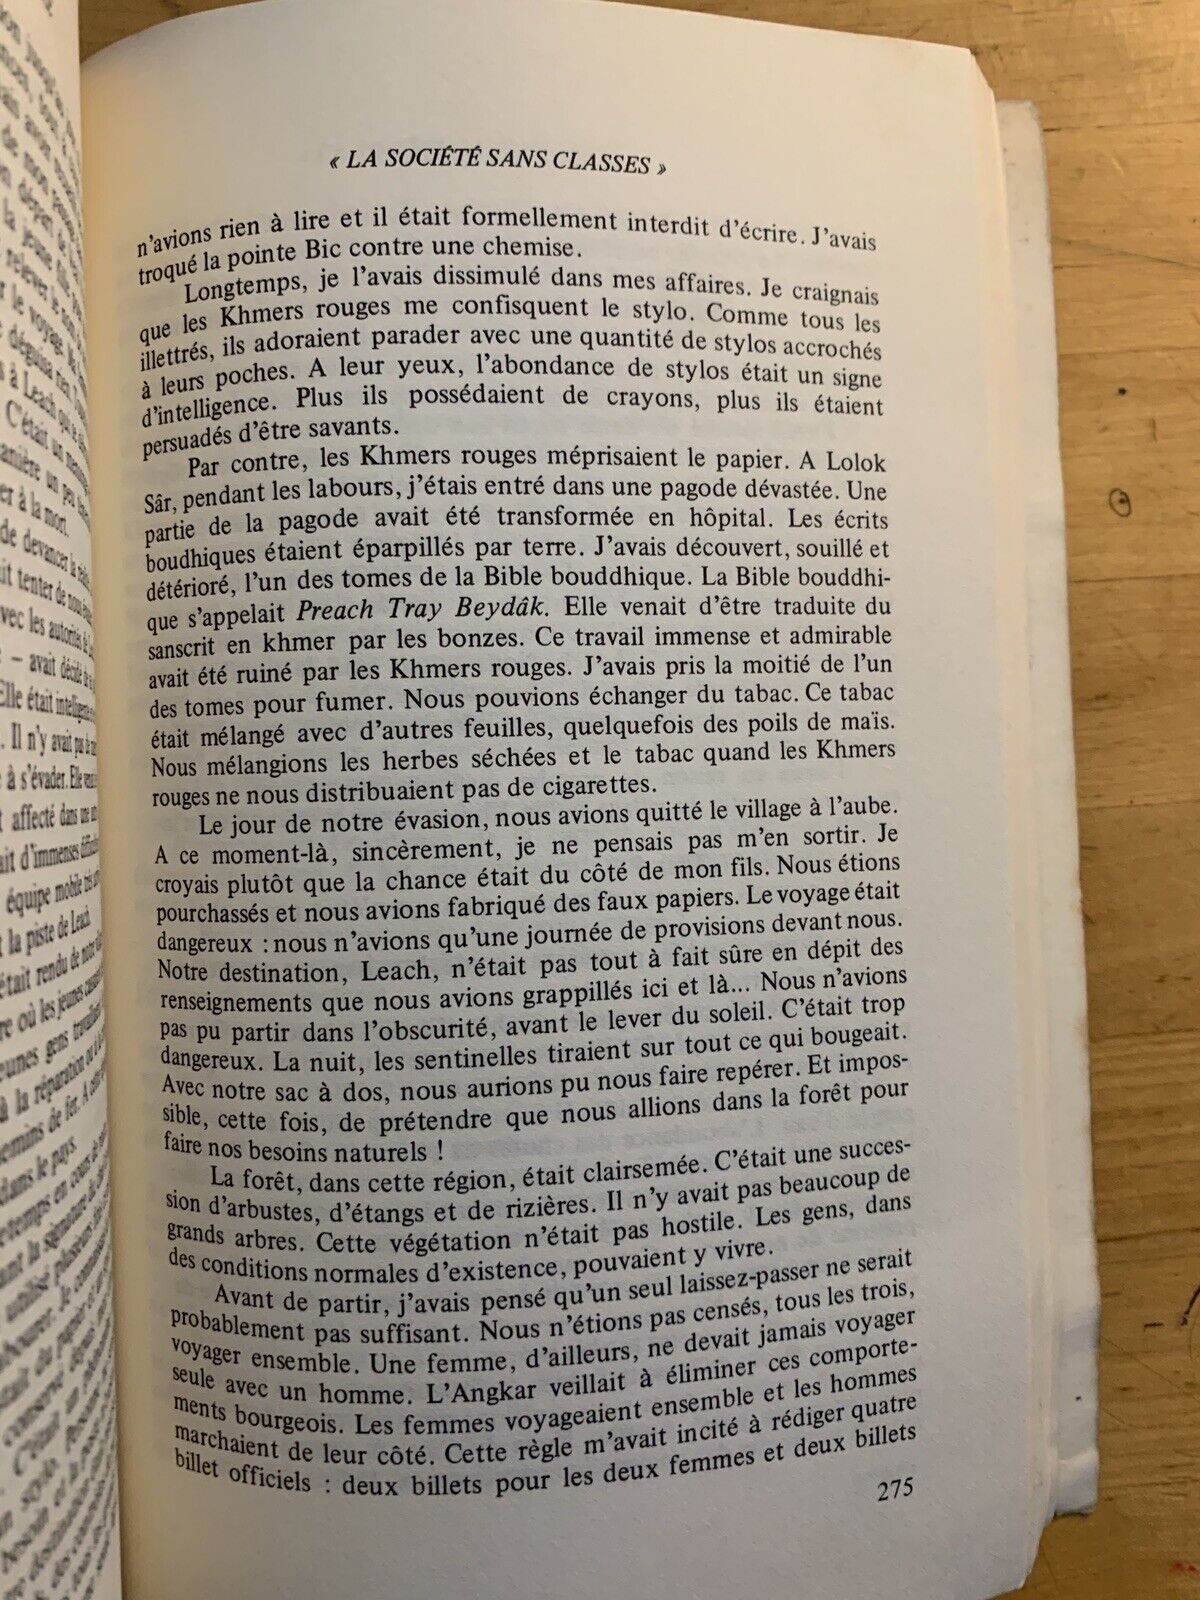 « LA SOCIÉTÉ SANS CLASSES »
n'avions rien à lire et il était formellement interdit d'écrire. J'avais
troqué la pointe Bic contre une chemise.
Longtemps, je l'avais dissimulé dans mes affaires. Je craignais
que les Khmers rouges me confisquent le stylo. Comme tous les
illettrés, ils adoraient parader avec une quantité de stylos accrochés
à leurs poches. A leur yeux, l'abondance de stylos était un signe
d'intelligence. Plus ils possédaient de crayons, plus ils étaient
persuadés d'être savants.
Par contre, les Khmers rouges méprisaient le papier. A Lolok
Sâr, pendant les labours, j'étais entré dans une pagode dévastée. Une
partie de la pagode avait été transformée en hôpital. Les écrits
boudhiques étaient éparpillés par terre. J'avais découvert, souillé et
détérioré, l'un des tomes de la Bible bouddhique. La Bible bouddhi-
que s'appelait Preach Tray Beydâk. Elle venait d'être traduite du
sanscrit en khmer par les bonzes. Ce travail immense et admirable
avait été ruiné par les Khmers rouges. J'avais pris la moitié de l'un
des tomes pour fumer. Nous pouvions échanger du tabac. Ce tabac
était mélangé avec d'autres feuilles, quelquefois des poils de maïs.
Nous mélangions les herbes séchées et le tabac quand les Khmers
rouges ne nous distribuaient pas de cigarettes.
Le jour de notre évasion, nous avions quitté le village à l'aube.
A ce moment-là, sincèrement, je ne pensais pas m'en sortir. Je
croyais plutôt que la chance était du côté de mon fils. Nous étions
pourchassés et nous avions fabriqué des faux papiers. Le voyage était
dangereux : nous n'avions qu'une journée de provisions devant nous.
Notre destination, Leach, n'était pas tout à fait sûre en dépit des
renseignements que nous avions grappillés ici et là... Nous n'avions
pas pu partir dans l'obscurité, avant le lever du soleil. C'était trop
dangereux. La nuit, les sentinelles tiraient sur tout ce qui bougeait.
Avec notre sac à dos, nous aurions pu nous faire repérer. Et impos-
sible, cette fois, de prétendre que nous allions dans la forêt pour
faire nos besoins naturels !
La forêt, dans cette région, était clairsemée. C'était une succes-
sion d'arbustes, d'étangs et de rizières. Il n'y avait pas beaucoup de
grands arbres. Cette végétation n'était pas hostile. Les gens, dans
des conditions normales d'existence, pouvaient y vivre.
Avant de partir, j'avais pensé qu'un seul laissez-passer ne serait
probablement pas suffisant. Nous n'étions pas censés, tous les trois,
voyager ensemble. Une femme, d'ailleurs, ne devait jamais voyager
seule avec un homme. L'Angkar veillait à éliminer ces comporte-
ments bourgeois. Les femmes voyageaient ensemble et les hommes
marchaient de leur côté. Cette règle m'avait incité à rédiger quatre
billet officiels : deux billets pour les deux femmes et deux billets
275